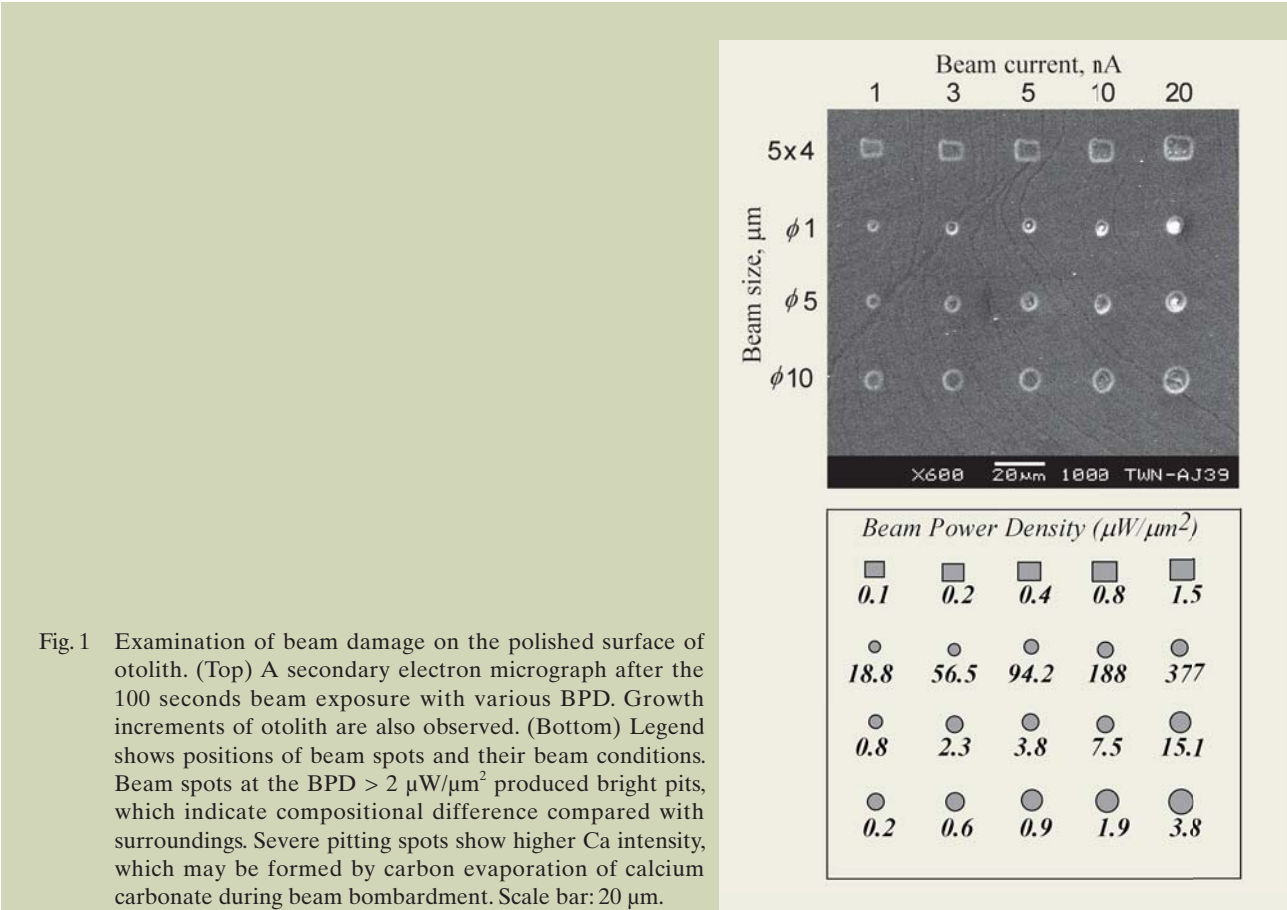 Beam current, nA
1 3 5 10 20
Beam size, µm
5x4
ϕ1
ϕ5
ϕ10
X600 20µm 1000 TWN-AJ39
Beam Power Density (µW/µm²)
0.1 0.2 0.4 0.8 1.5
18.8 56.5 94.2 188 377
0.8 2.3 3.8 7.5 15.1
0.2 0.6 0.9 1.9 3.8
Fig. 1 Examination of beam damage on the polished surface of
otolith. (Top) A secondary electron micrograph after the
100 seconds beam exposure with various BPD. Growth
increments of otolith are also observed. (Bottom) Legend
shows positions of beam spots and their beam conditions.
Beam spots at the BPD > 2 µW/µm² produced bright pits,
which indicate compositional difference compared with
surroundings. Severe pitting spots show higher Ca intensity,
which may be formed by carbon evaporation of calcium
carbonate during beam bombardment. Scale bar: 20 µm.